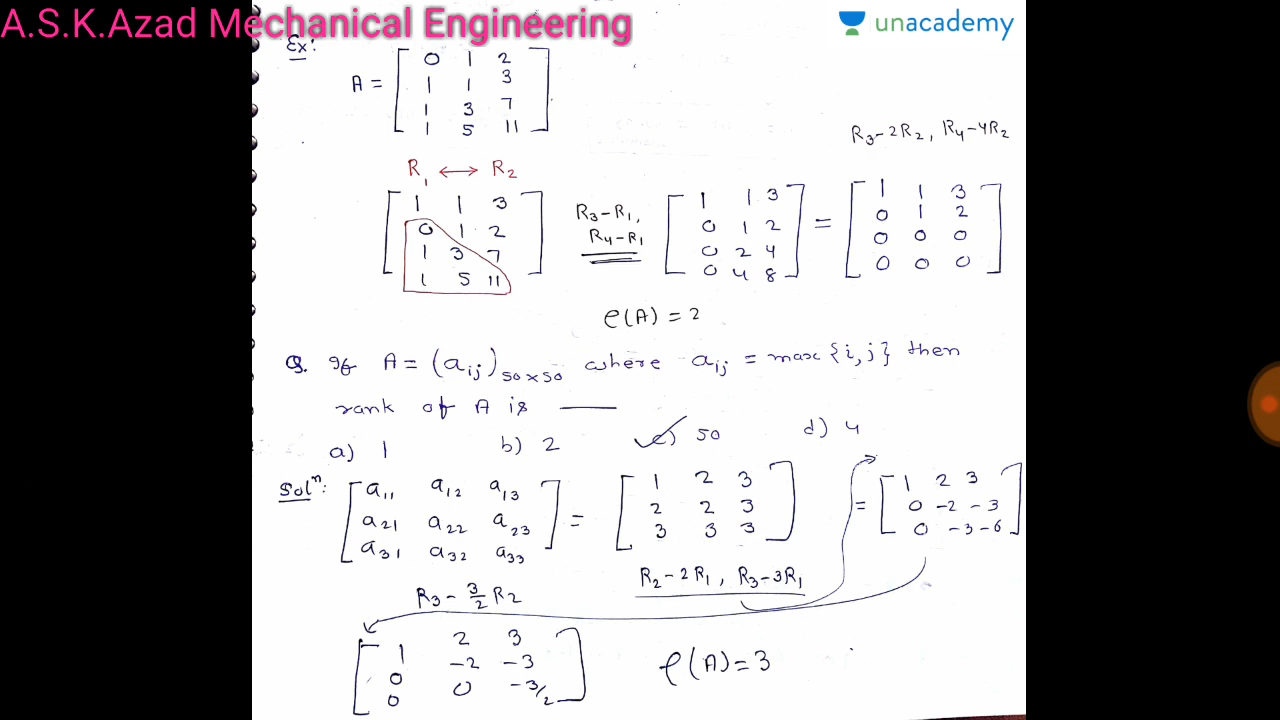 A.S.K.Azad Mechanical Engineering
unacademy
Ex:
A = [ 0 1 2
1 1 3
1 3 7
1 5 11 ]
R₁ ↔ R₂
[ 1 1 3
0 1 2
1 3 7
1 5 11 ]
R₃-R₁,
R₄-R₁
[ 1 1 3
0 1 2
0 2 4
0 4 8 ]
=
R₃-2R₂, R₄-4R₂
[ 1 1 3
0 1 2
0 0 0
0 0 0 ]
ρ(A) = 2
Q. If A = (aᵢⱼ)₅₀ₓ₅₀ where aᵢⱼ = max {i, j} then
rank of A is ____
a) 1 b) 2 c) 50 d) 4
Solⁿ: [ a₁₁ a₁₂ a₁₃
a₂₁ a₂₂ a₂₃
a₃₁ a₃₂ a₃₃ ]
= [ 1 2 3
2 2 3
3 3 3 ]
R₂-2R₁, R₃-3R₁
= [ 1 2 3
0 -2 -3
0 -3 -6 ]
R₃ - 3/2 R₂
[ 1 2 3
0 -2 -3
0 0 -3/2 ]
ρ(A) = 3